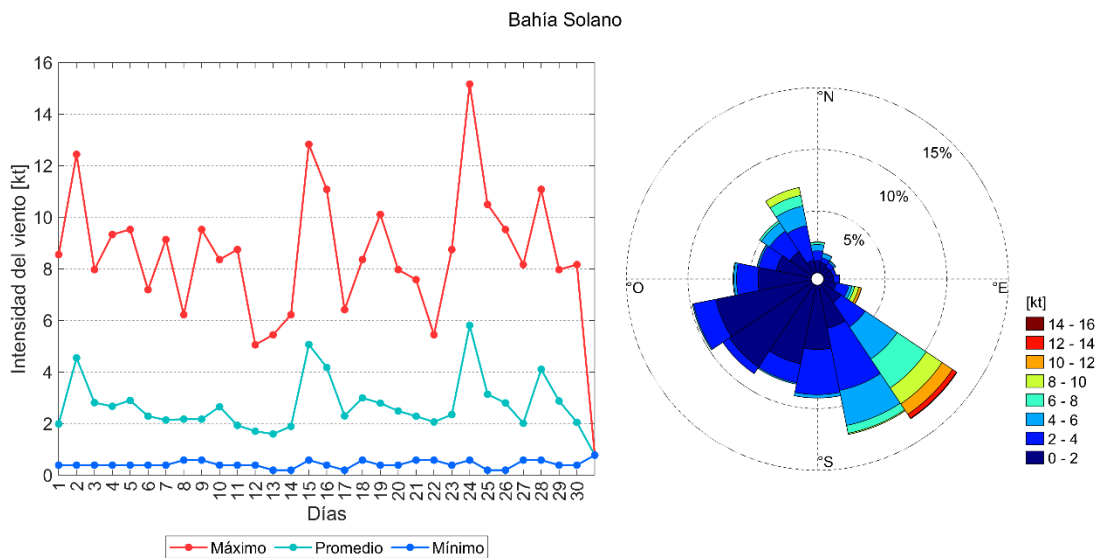 Bahía Solano
Intensidad del viento [kt]
16
14
12
10
8
6
4
2
0
1 2 3 4 5 6 7 8 9 10 11 12 13 14 15 16 17 18 19 20 21 22 23 24 25 26 27 28 29 30
Días
Máximo Promedio Mínimo
°N
15%
10%
5%
°O
°E
°S
[kt]
14 - 16
12 - 14
10 - 12
8 - 10
6 - 8
4 - 6
2 - 4
0 - 2